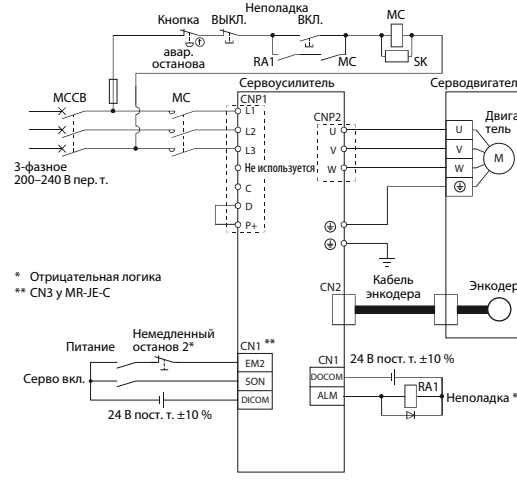 Неполадка
Кнопка ВЫКЛ. ВКЛ. MC
авар.
останова
RA1 MC SK
Сервоусилитель Серводвигател
MCCB MC CNP1
CNP2
L1
L2
L3
U
V
W
U
V
W
Двига
тель
M
3-фазное
200–240 В пер. т.
Не используется
C
D
P+
* Отрицательная логика
** CN3 у MR-JE-C
CN2
Кабель
энкодера
Энкодер
Немедленный
останов 2*
Питание
Серво вкл.
CN1 **
EM2
SON
DICOM
24 В пост. т. ±10 %
CN1
DOCOM
ALM
24 В пост. т. ±10 %
RA1
Неполадка *